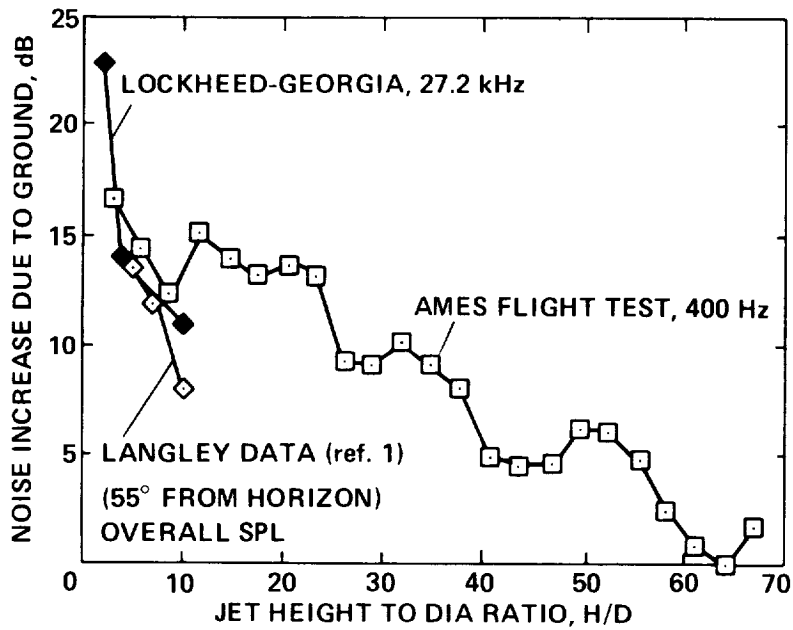 NOISE INCREASE DUE TO GROUND, dB
25
20
15
10
5
0
LOCKHEED-GEORGIA, 27.2 kHz
AMES FLIGHT TEST, 400 Hz
LANGLEY DATA (ref. 1)
(55° FROM HORIZON)
OVERALL SPL
10 20 30 40 50 60 70
JET HEIGHT TO DIA RATIO, H/D